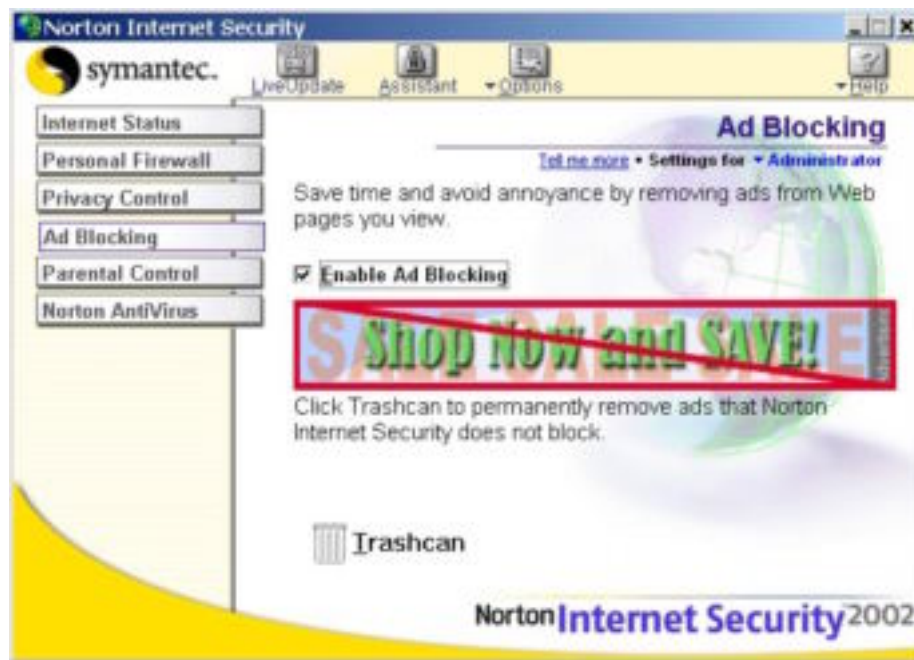 Norton Internet Security
symantec.
LiveUpdate Assistant Options Help
Internet Status
Personal Firewall
Privacy Control
Ad Blocking
Parental Control
Norton AntiVirus
Ad Blocking
Tell me more • Settings for Administrator
Save time and avoid annoyance by removing ads from Web
pages you view.
Enable Ad Blocking
SALE SALE SALE
Shop Now and SAVE!
Click Trashcan to permanently remove ads that Norton
Internet Security does not block.
Trashcan
Norton Internet Security 2002